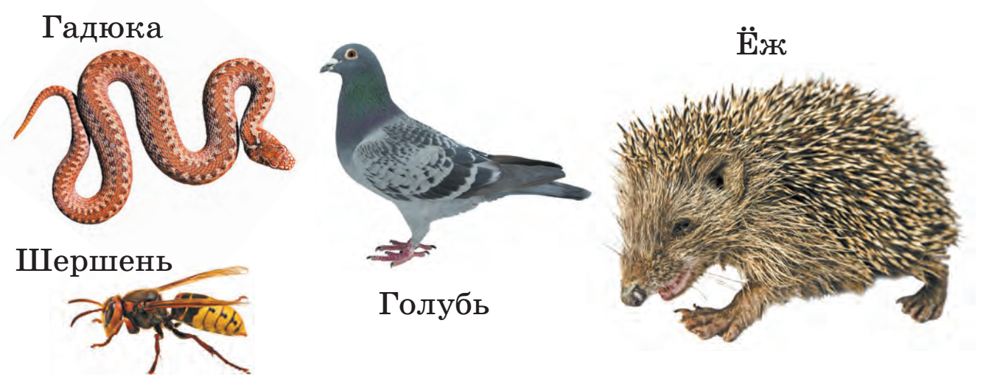 Гадюка
Ёж
Шершень
Голубь